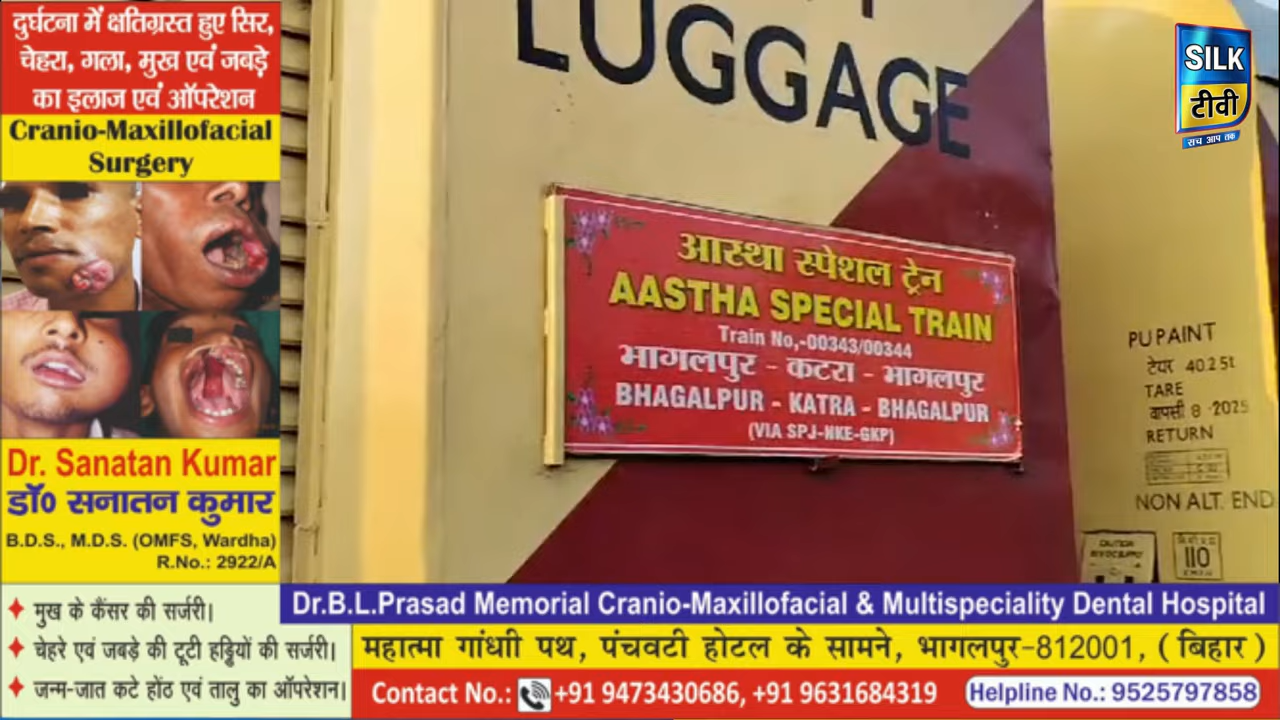 दुर्घटना में क्षतिग्रस्त हुए सिर,
चेहरा, गला, मुख एवं जबड़े
का इलाज एवं ऑपरेशन
Cranio-Maxillofacial
Surgery
Dr. Sanatan Kumar
डॉ० सनातन कुमार
B.D.S., M.D.S. (OMFS, Wardha)
R.No.: 2922/A
♦ मुख के कैंसर की सर्जरी।
♦ चेहरे एवं जबड़े की टूटी हड्डियों की सर्जरी।
♦ जन्म-जात कटे होंठ एवं तालु का ऑपरेशन।
LUGGAGE
आस्था स्पेशल ट्रेन
AASTHA SPECIAL TRAIN
Train No,-00343/00344
भागलपुर - कटरा - भागलपुर
BHAGALPUR - KATRA - BHAGALPUR
(VIA SPJ-NKE-GKP)
SILK
टीवी
सच आप तक
PU PAINT
टेयर 40.25t
TARE
वापसी 8-2025
RETURN
NON ALT. END
110
Dr.B.L.Prasad Memorial Cranio-Maxillofacial & Multispeciality Dental Hospital
महात्मा गांधाी पथ, पंचवटी होटल के सामने, भागलपुर-812001, ( बिहार )
Contact No.: +91 9473430686, +91 9631684319
Helpline No.: 9525797858